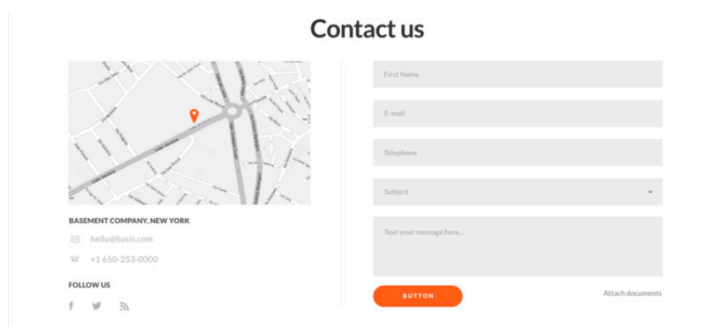 Contact us
BASEMENT COMPANY, NEW YORK
hello@basis.com
+1 650-253-0000
FOLLOW US
First Name
E-mail
Telephone
Subject
Text your message here...
BUTTON
Attach documents